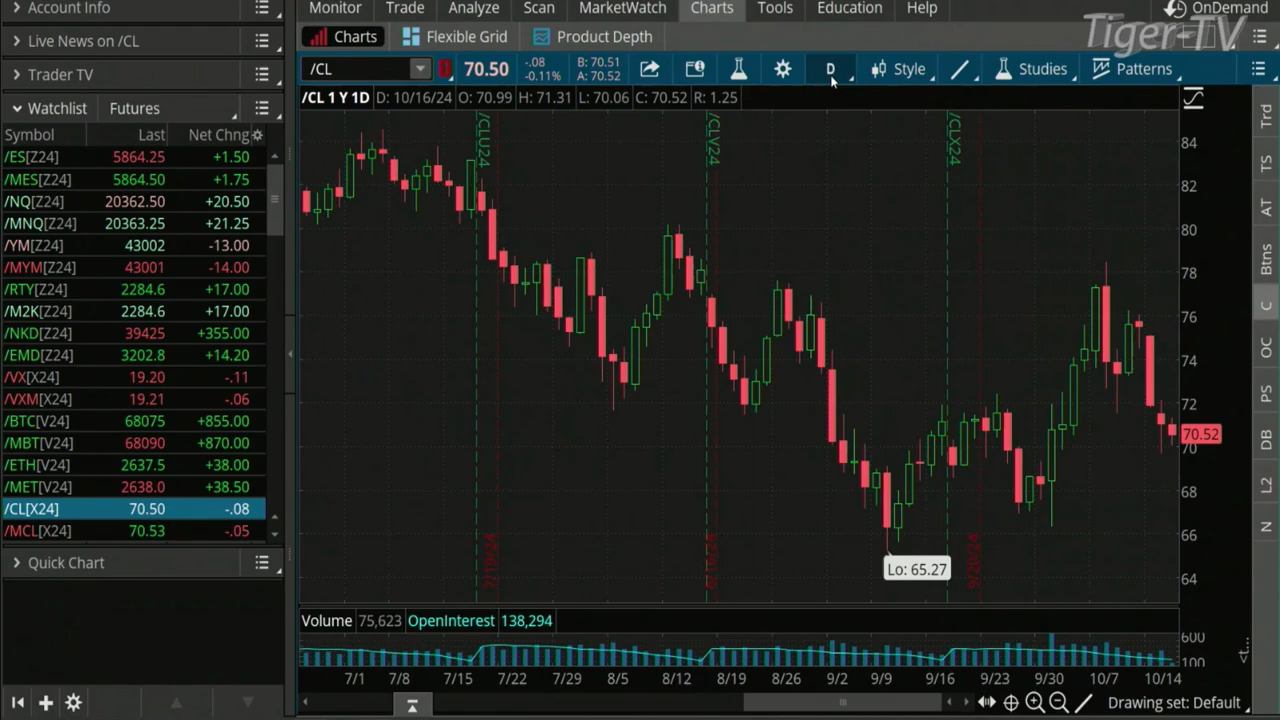 Account Info
Monitor Trade Analyze Scan MarketWatch Charts Tools Education Help OnDemand
Tiger-TV
Live News on /CL
Charts Flexible Grid Product Depth
Trader TV
/CL 70.50 -.08 -0.11% B: 70.51 A: 70.52 D Style Studies Patterns
Watchlist Futures
/CL 1 Y 1D D: 10/16/24 O: 70.99 H: 71.31 L: 70.06 C: 70.52 R: 1.25
Symbol Last Net Chng
/ES[Z24] 5864.25 +1.50
/MES[Z24] 5864.50 +1.75
/NQ[Z24] 20362.50 +20.50
/MNQ[Z24] 20363.25 +21.25
/YM[Z24] 43002 -13.00
/MYM[Z24] 43001 -14.00
/RTY[Z24] 2284.6 +17.00
/M2K[Z24] 2284.6 +17.00
/NKD[Z24] 39425 +355.00
/EMD[Z24] 3202.8 +14.20
/VX[X24] 19.20 -.11
/VXM[X24] 19.21 -.06
/BTC[V24] 68075 +855.00
/MBT[V24] 68090 +870.00
/ETH[V24] 2637.5 +38.00
/MET[V24] 2638.0 +38.50
/CL[X24] 70.50 -.08
/MCL[X24] 70.53 -.05
Quick Chart
/CLU24
/CLV24
/CLX24
84
82
80
78
76
74
72
70.52
70
68
66
64
Lo: 65.27
7/19/24
9/20/24
Volume 75,623 OpenInterest 138,294
600
100
7/1 7/8 7/15 7/22 7/29 8/5 8/12 8/19 8/26 9/2 9/9 9/16 9/23 9/30 10/7 10/14
Drawing set: Default
Trd
TS
AT
Btns
C
OC
PS
DB
L2
N